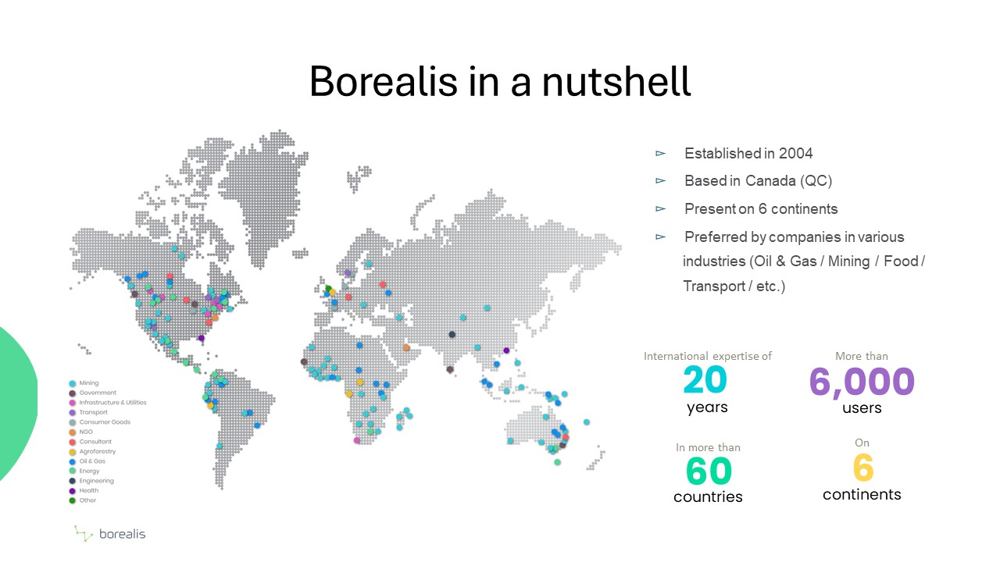 Borealis in a nutshell
▻ Established in 2004
▻ Based in Canada (QC)
▻ Present on 6 continents
▻ Preferred by companies in various
industries (Oil & Gas / Mining / Food /
Transport / etc.)
International expertise of
20
years
More than
6,000
users
In more than
60
countries
On
6
continents
Mining
Government
Infrastructure & Utilities
Transport
Consumer Goods
NGO
Consultant
Agroforestry
Oil & Gas
Energy
Engineering
Health
Other
borealis